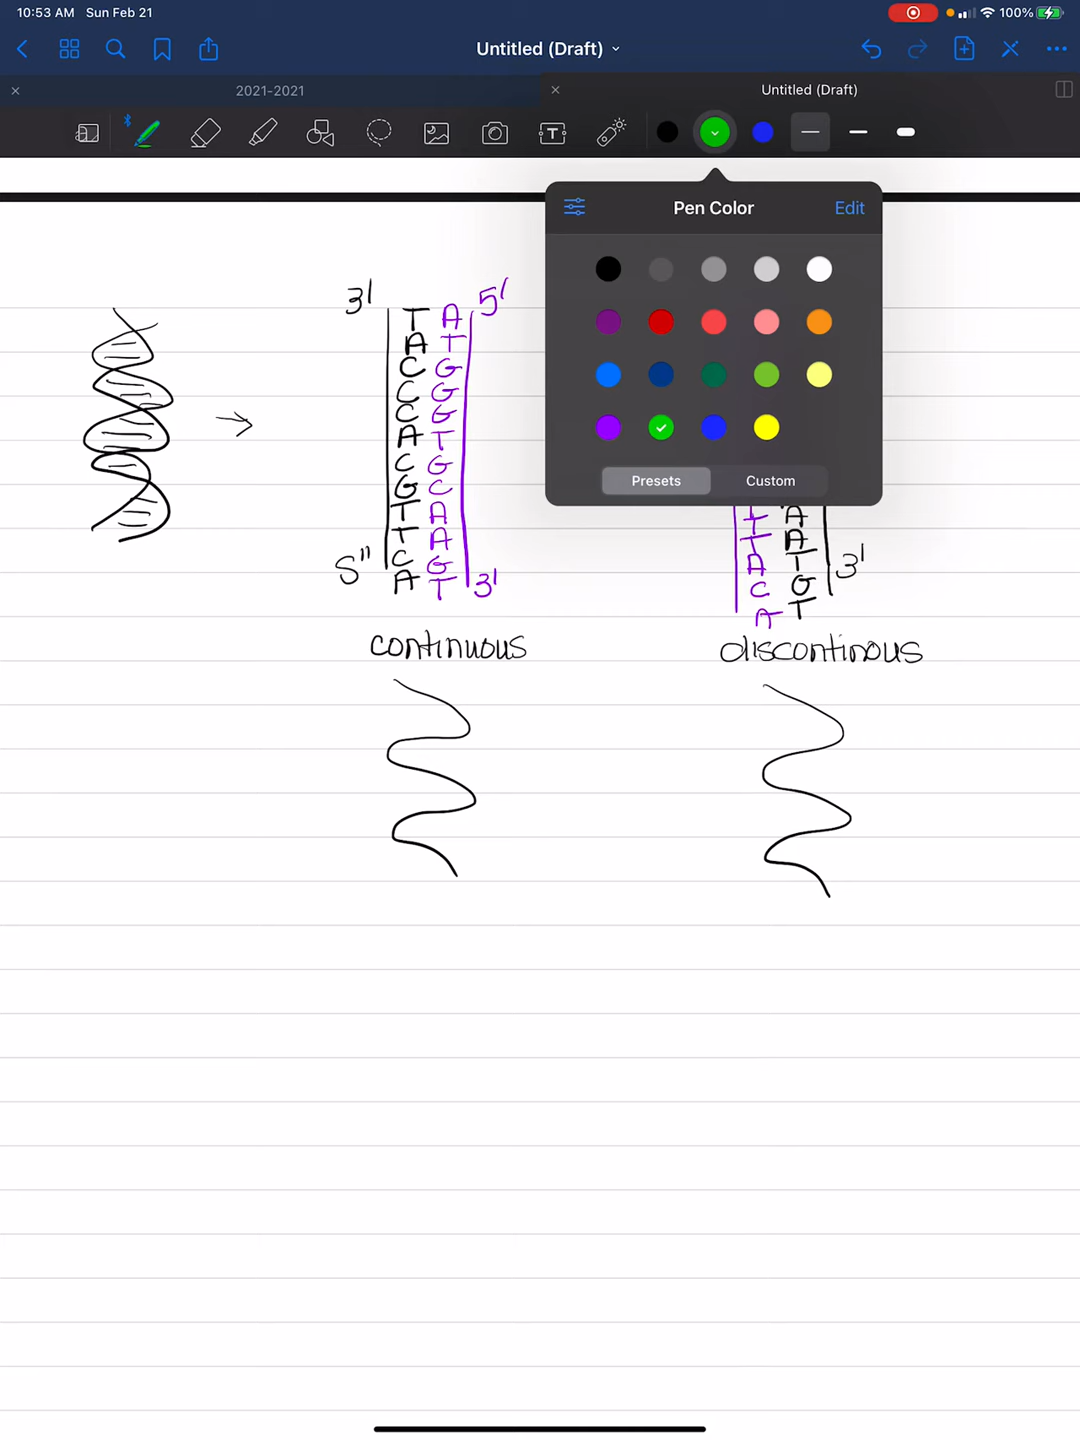 10:53 AM Sun Feb 21
100%
Untitled (Draft)
2021-2021
Untitled (Draft)
T
Pen Color
Edit
Presets
Custom
3' T A 5'
A T
C G
C G
C G
A T
C G
G C
T A
T A
5'' C G
A T 3'
T A
T A
A T 3'
C G
A T
continuous
discontinous